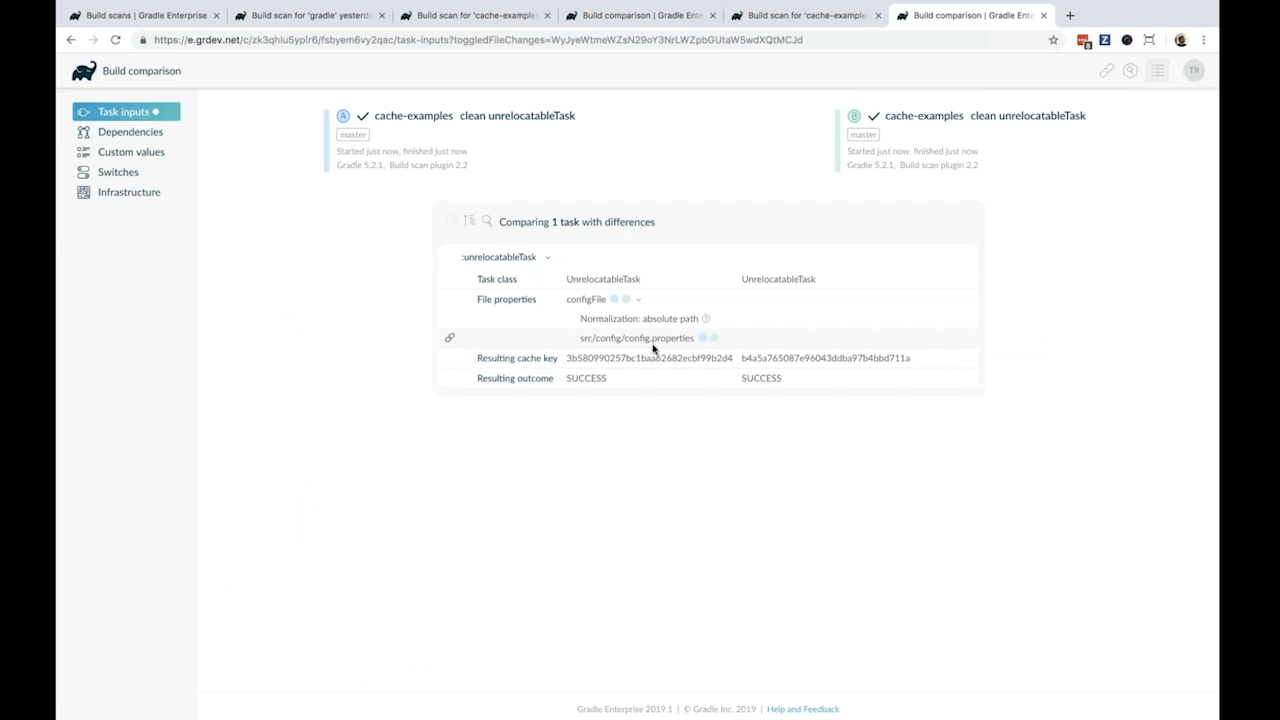 Build scans | Gradle Enterprise
Build scan for 'gradle' yesterda
Build scan for 'cache-examples
Build comparison | Gradle Ente
Build scan for 'cache-examples
Build comparison | Gradle Ente
https://e.grdev.net/c/zk3qhlu5yplr6/fsbyem6vy2qac/task-inputs?toggledFileChanges=WyJyeWtmeWZsN29oY3NrLWZpbGUtaW5wdXQtMCJd
Build comparison
TR
Task inputs
Dependencies
Custom values
Switches
Infrastructure
A cache-examples clean unrelocatableTask
master
Started just now, finished just now
Gradle 5.2.1, Build scan plugin 2.2
B cache-examples clean unrelocatableTask
master
Started just now, finished just now
Gradle 5.2.1, Build scan plugin 2.2
Comparing 1 task with differences
:unrelocatableTask
Task class UnrelocatableTask UnrelocatableTask
File properties configFile
Normalization: absolute path
src/config/config.properties
Resulting cache key 3b580990257bc1baa62682ecbf99b2d4 b4a5a765087e96043ddba97b4bbd711a
Resulting outcome SUCCESS SUCCESS
Gradle Enterprise 2019.1 | © Gradle Inc. 2019 | Help and Feedback